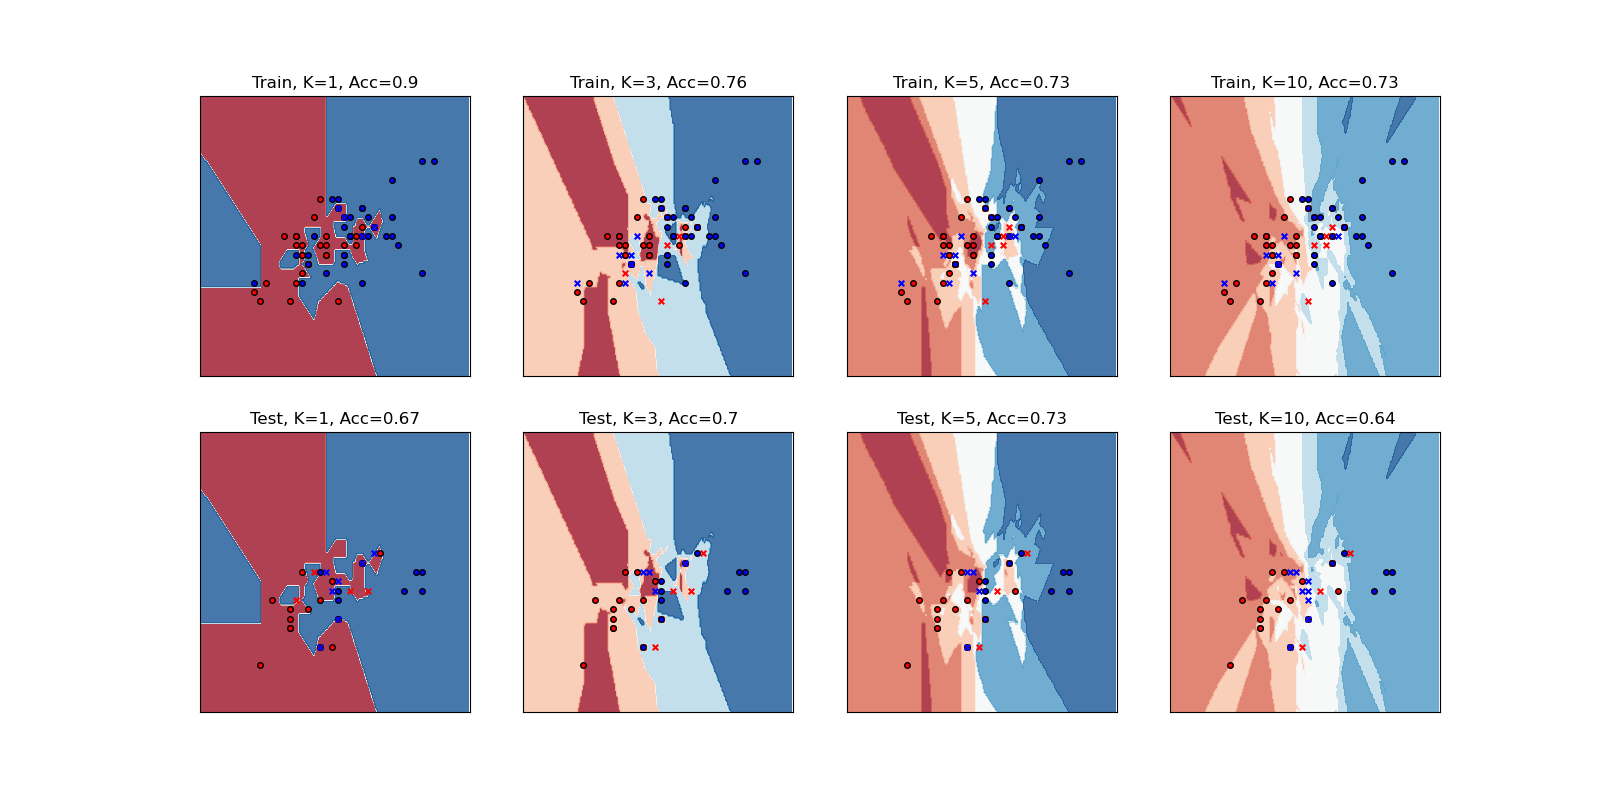 Train, K=1, Acc=0.9
Train, K=3, Acc=0.76
Train, K=5, Acc=0.73
Train, K=10, Acc=0.73
Test, K=1, Acc=0.67
Test, K=3, Acc=0.7
Test, K=5, Acc=0.73
Test, K=10, Acc=0.64